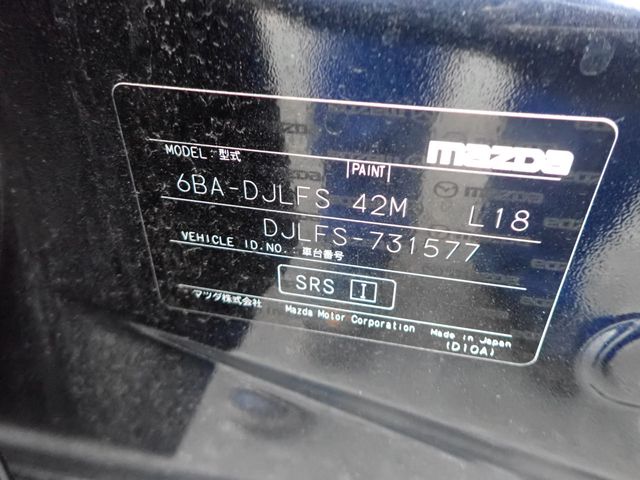 mazda
MODEL・型式 PAINT
6BA-DJLFS 42M L18
DJLFS-731577
VEHICLE ID.NO.・車台番号
SRS I
マツダ株式会社 Mazda Motor Corporation Made in Japan
(D10A)